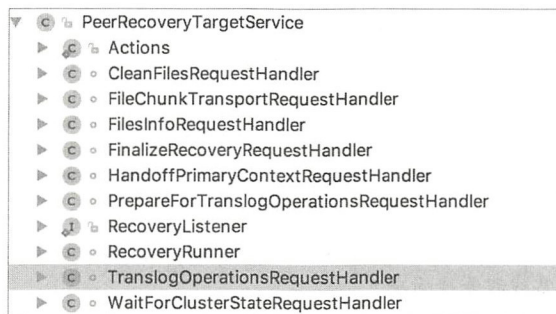 PeerRecoveryTargetService
Actions
CleanFilesRequestHandler
FileChunkTransportRequestHandler
FilesInfoRequestHandler
FinalizeRecoveryRequestHandler
HandoffPrimaryContextRequestHandler
PrepareForTranslogOperationsRequestHandler
RecoveryListener
RecoveryRunner
TranslogOperationsRequestHandler
WaitForClusterStateRequestHandler